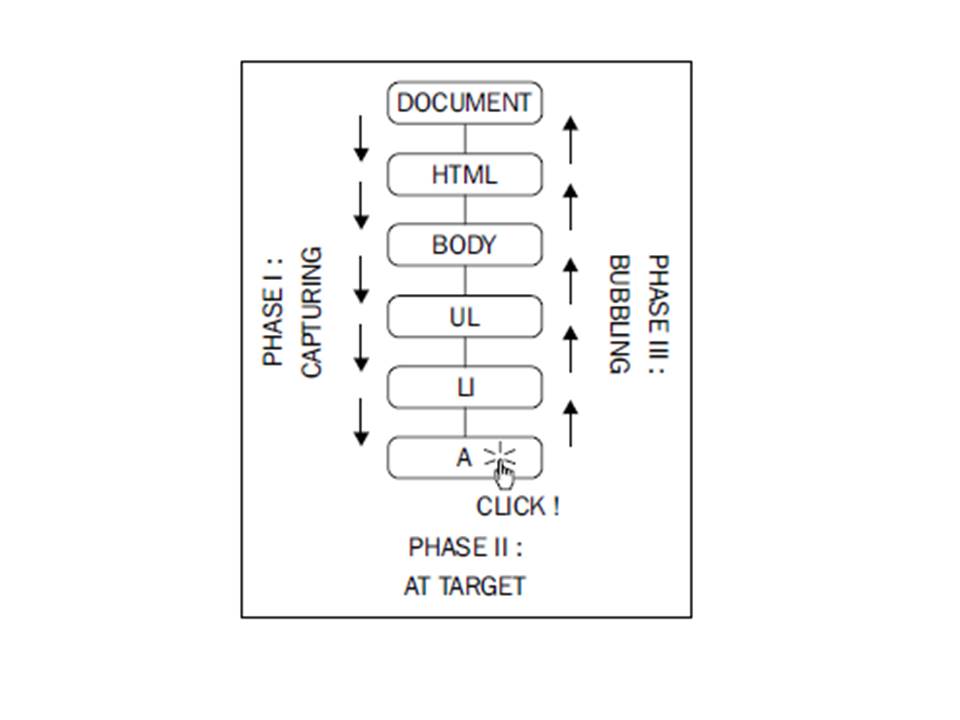 DOCUMENT
HTML
BODY
UL
LI
A
CLICK !
PHASE I :
CAPTURING
PHASE II :
AT TARGET
PHASE III :
BUBBLING